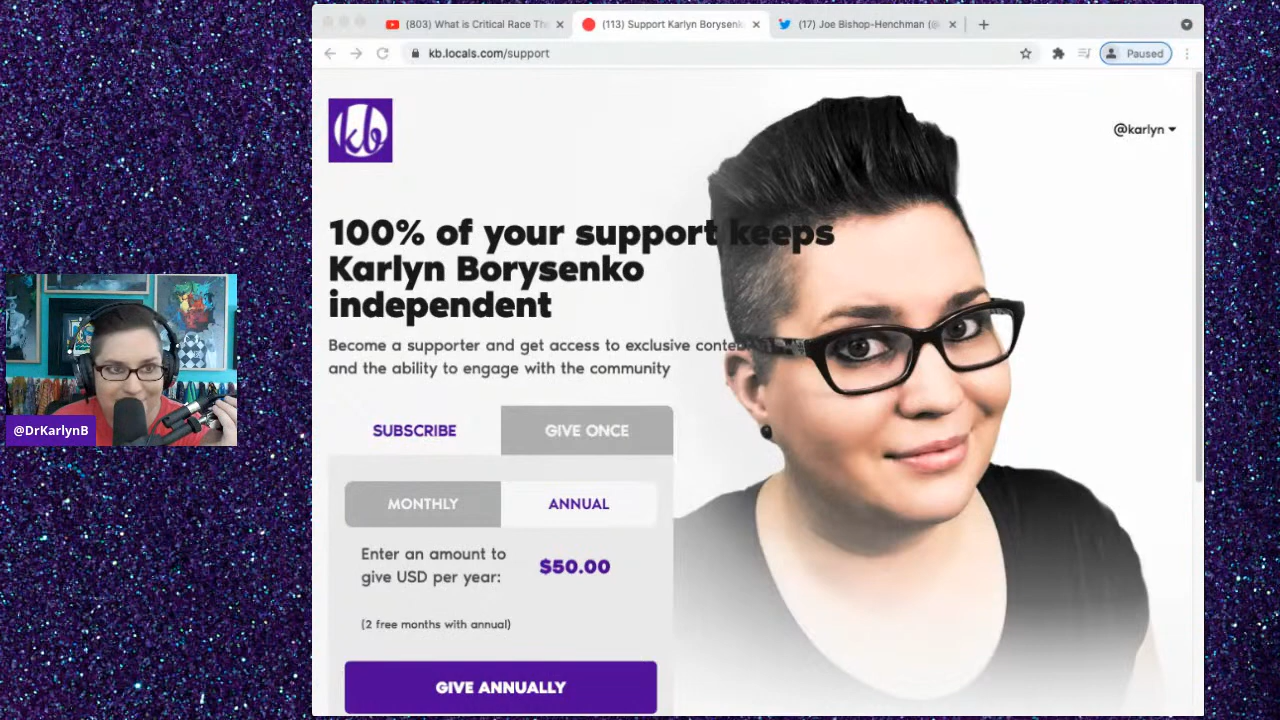 (803) What is Critical Race The
(113) Support Karlyn Borysenk
(17) Joe Bishop-Henchman (@
kb.locals.com/support
Paused
kb
@karlyn
100% of your support keeps
Karlyn Borysenko
independent
Become a supporter and get access to exclusive content
and the ability to engage with the community
SUBSCRIBE
GIVE ONCE
MONTHLY
ANNUAL
Enter an amount to
give USD per year:
$50.00
(2 free months with annual)
GIVE ANNUALLY
@DrKarlynB